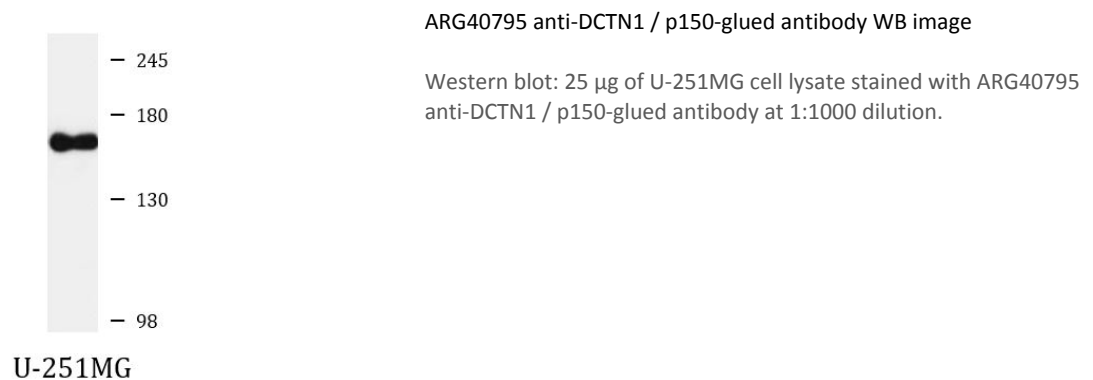 ARG40795 anti-DCTN1 / p150-glued antibody WB image
Western blot: 25 µg of U-251MG cell lysate stained with ARG40795
anti-DCTN1 / p150-glued antibody at 1:1000 dilution.
– 245
– 180
– 130
– 98
U-251MG